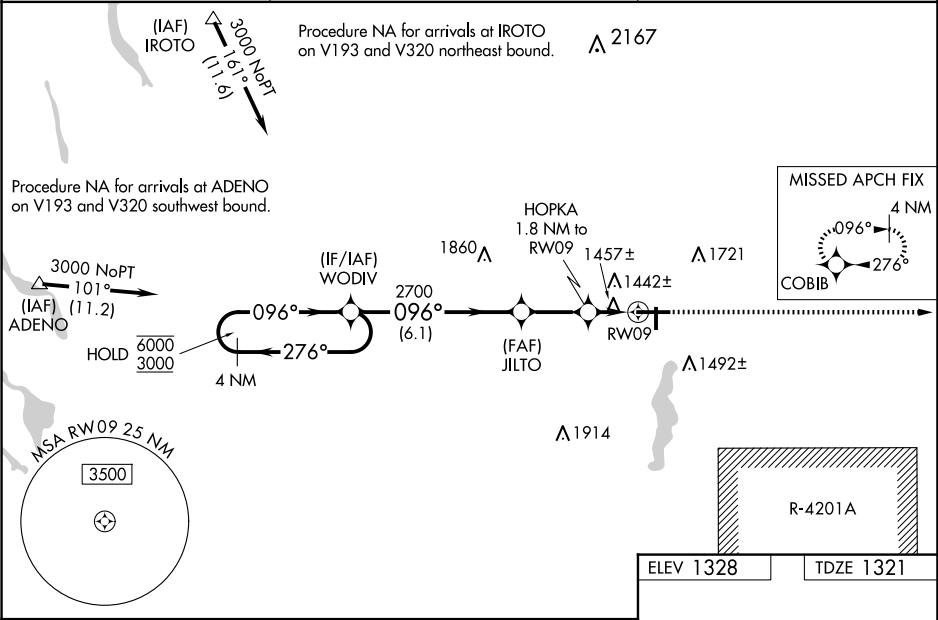 (IAF)
IROTO
3000 NoPT
161°
(11.6)
Procedure NA for arrivals at IROTO
on V193 and V320 northeast bound.
2167
Procedure NA for arrivals at ADENO
on V193 and V320 southwest bound.
MISSED APCH FIX
4 NM
096°
276°
COBIB
HOPKA
1.8 NM to
RW09
1860
1457±
1442±
1721
3000 NoPT
101°
(11.2)
(IAF)
ADENO
(IF/IAF)
WODIV
2700
096°
(6.1)
096°
276°
HOLD
6000
3000
4 NM
(FAF)
JILTO
RW09
1492±
1914
MSA RW09 25 NM
3500
R-4201A
ELEV 1328
TDZE 1321